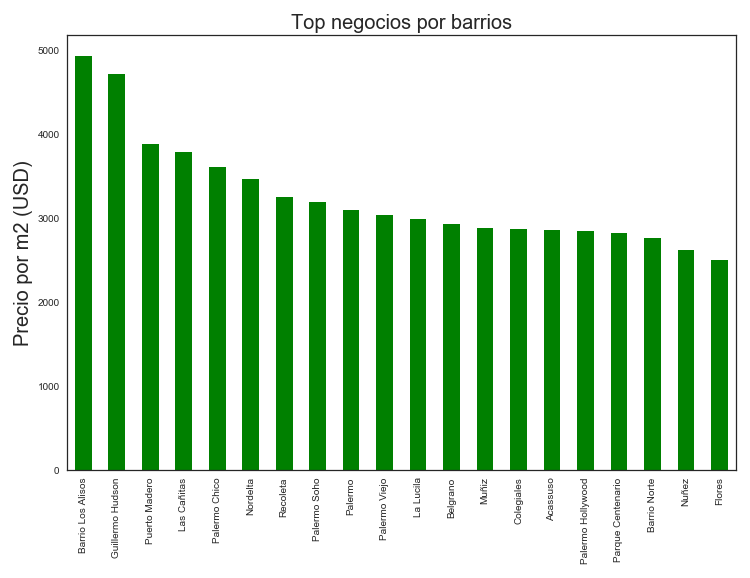 Top negocios por barrios
Precio por m2 (USD)
5000
4000
3000
2000
1000
0
Barrio Los Alisos
Guillermo Hudson
Puerto Madero
Las Cañitas
Palermo Chico
Nordelta
Recoleta
Palermo Soho
Palermo
Palermo Viejo
La Lucila
Belgrano
Muñiz
Colegiales
Acassuso
Palermo Hollywood
Parque Centenario
Barrio Norte
Nuñez
Flores